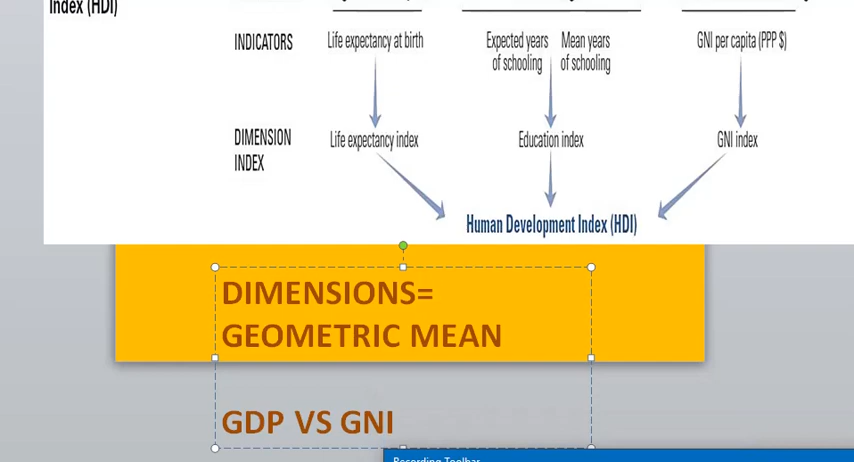 Index (HDI)
INDICATORS
Life expectancy at birth
Expected years
of schooling
Mean years
of schooling
GNI per capita (PPP $)
DIMENSION
INDEX
Life expectancy index
Education index
GNI index
Human Development Index (HDI)
DIMENSIONS=
GEOMETRIC MEAN
GDP VS GNI
Recording Toolbar